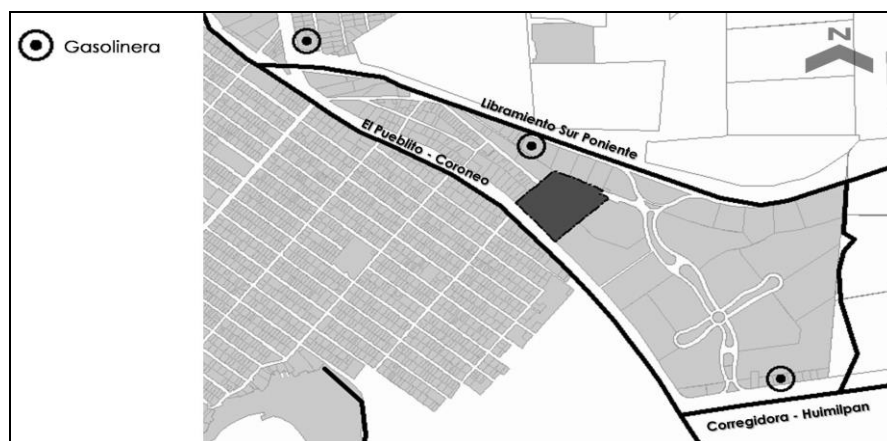 Gasolinera
N
Libramiento Sur Poniente
El Pueblito - Coroneo
Corregidora - Huimilpan